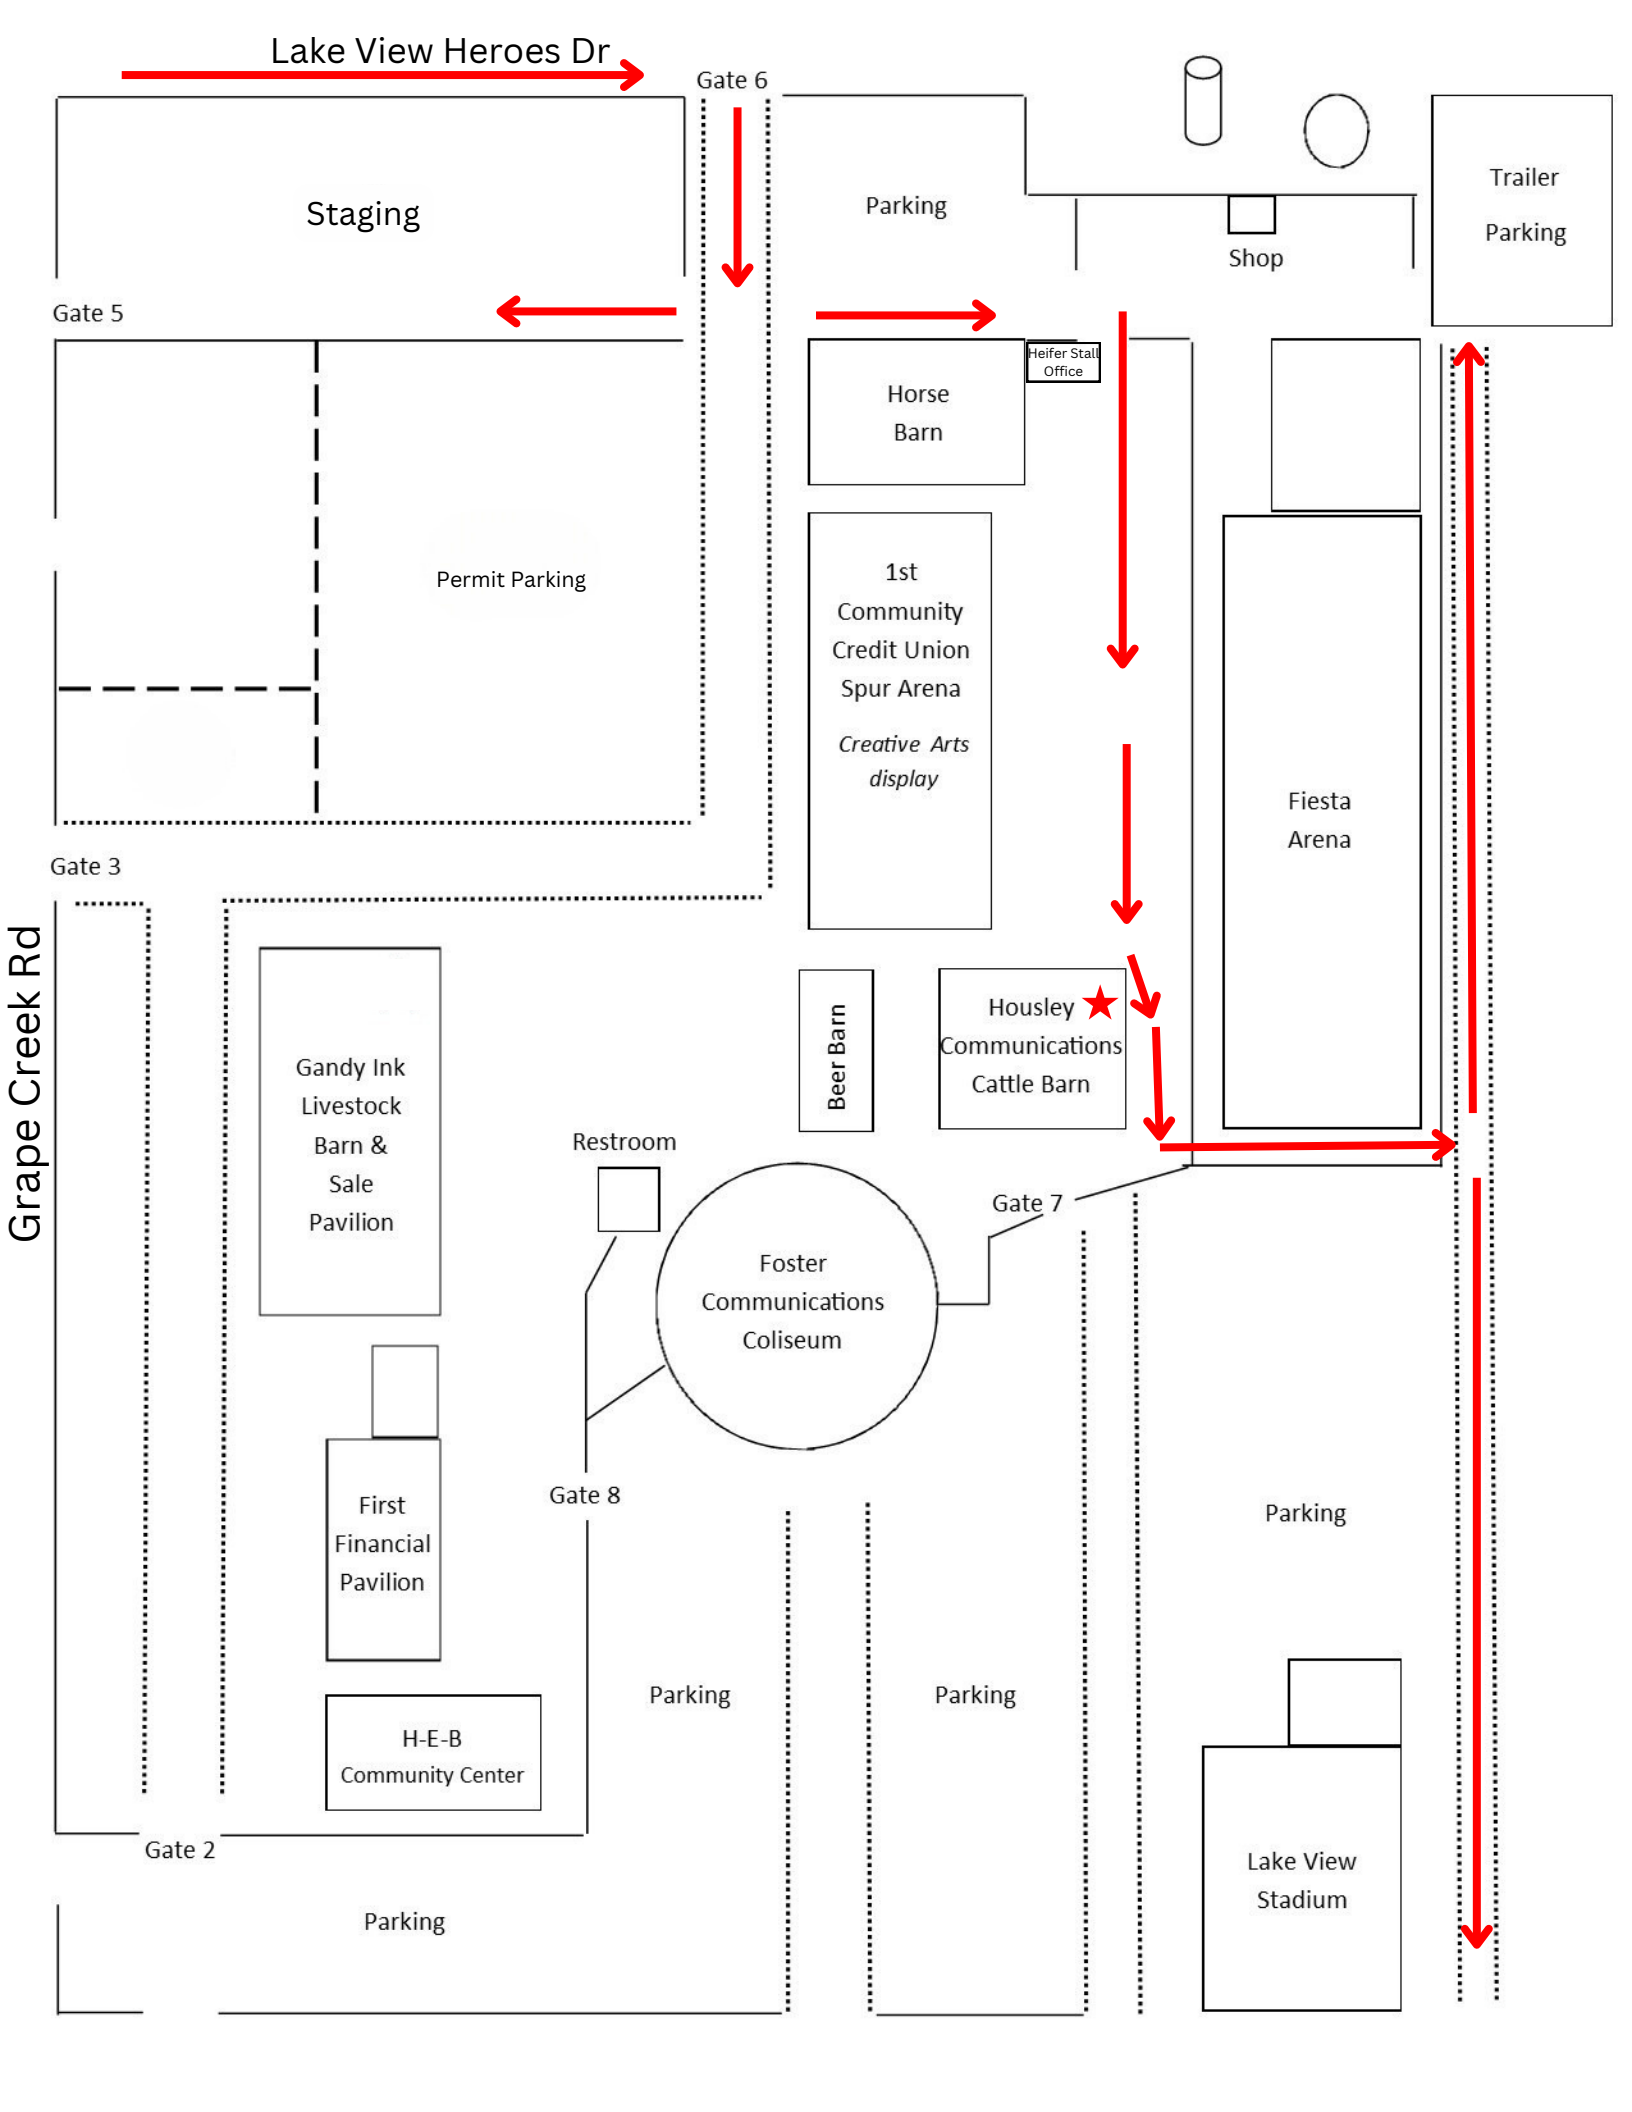 Lake View Heroes Dr
Gate 6
Staging
Parking
Shop
Trailer
Parking
Gate 5
Heifer Stall
Office
Horse
Barn
Permit Parking
1st
Community
Credit Union
Spur Arena
Creative Arts
display
Fiesta
Arena
Gate 3
Grape Creek Rd
Gandy Ink
Livestock
Barn &
Sale
Pavilion
Beer Barn
Housley
Communications
Cattle Barn
Restroom
Gate 7
Foster
Communications
Coliseum
Gate 8
First
Financial
Pavilion
Parking
Parking
Parking
H-E-B
Community Center
Gate 2
Parking
Lake View
Stadium